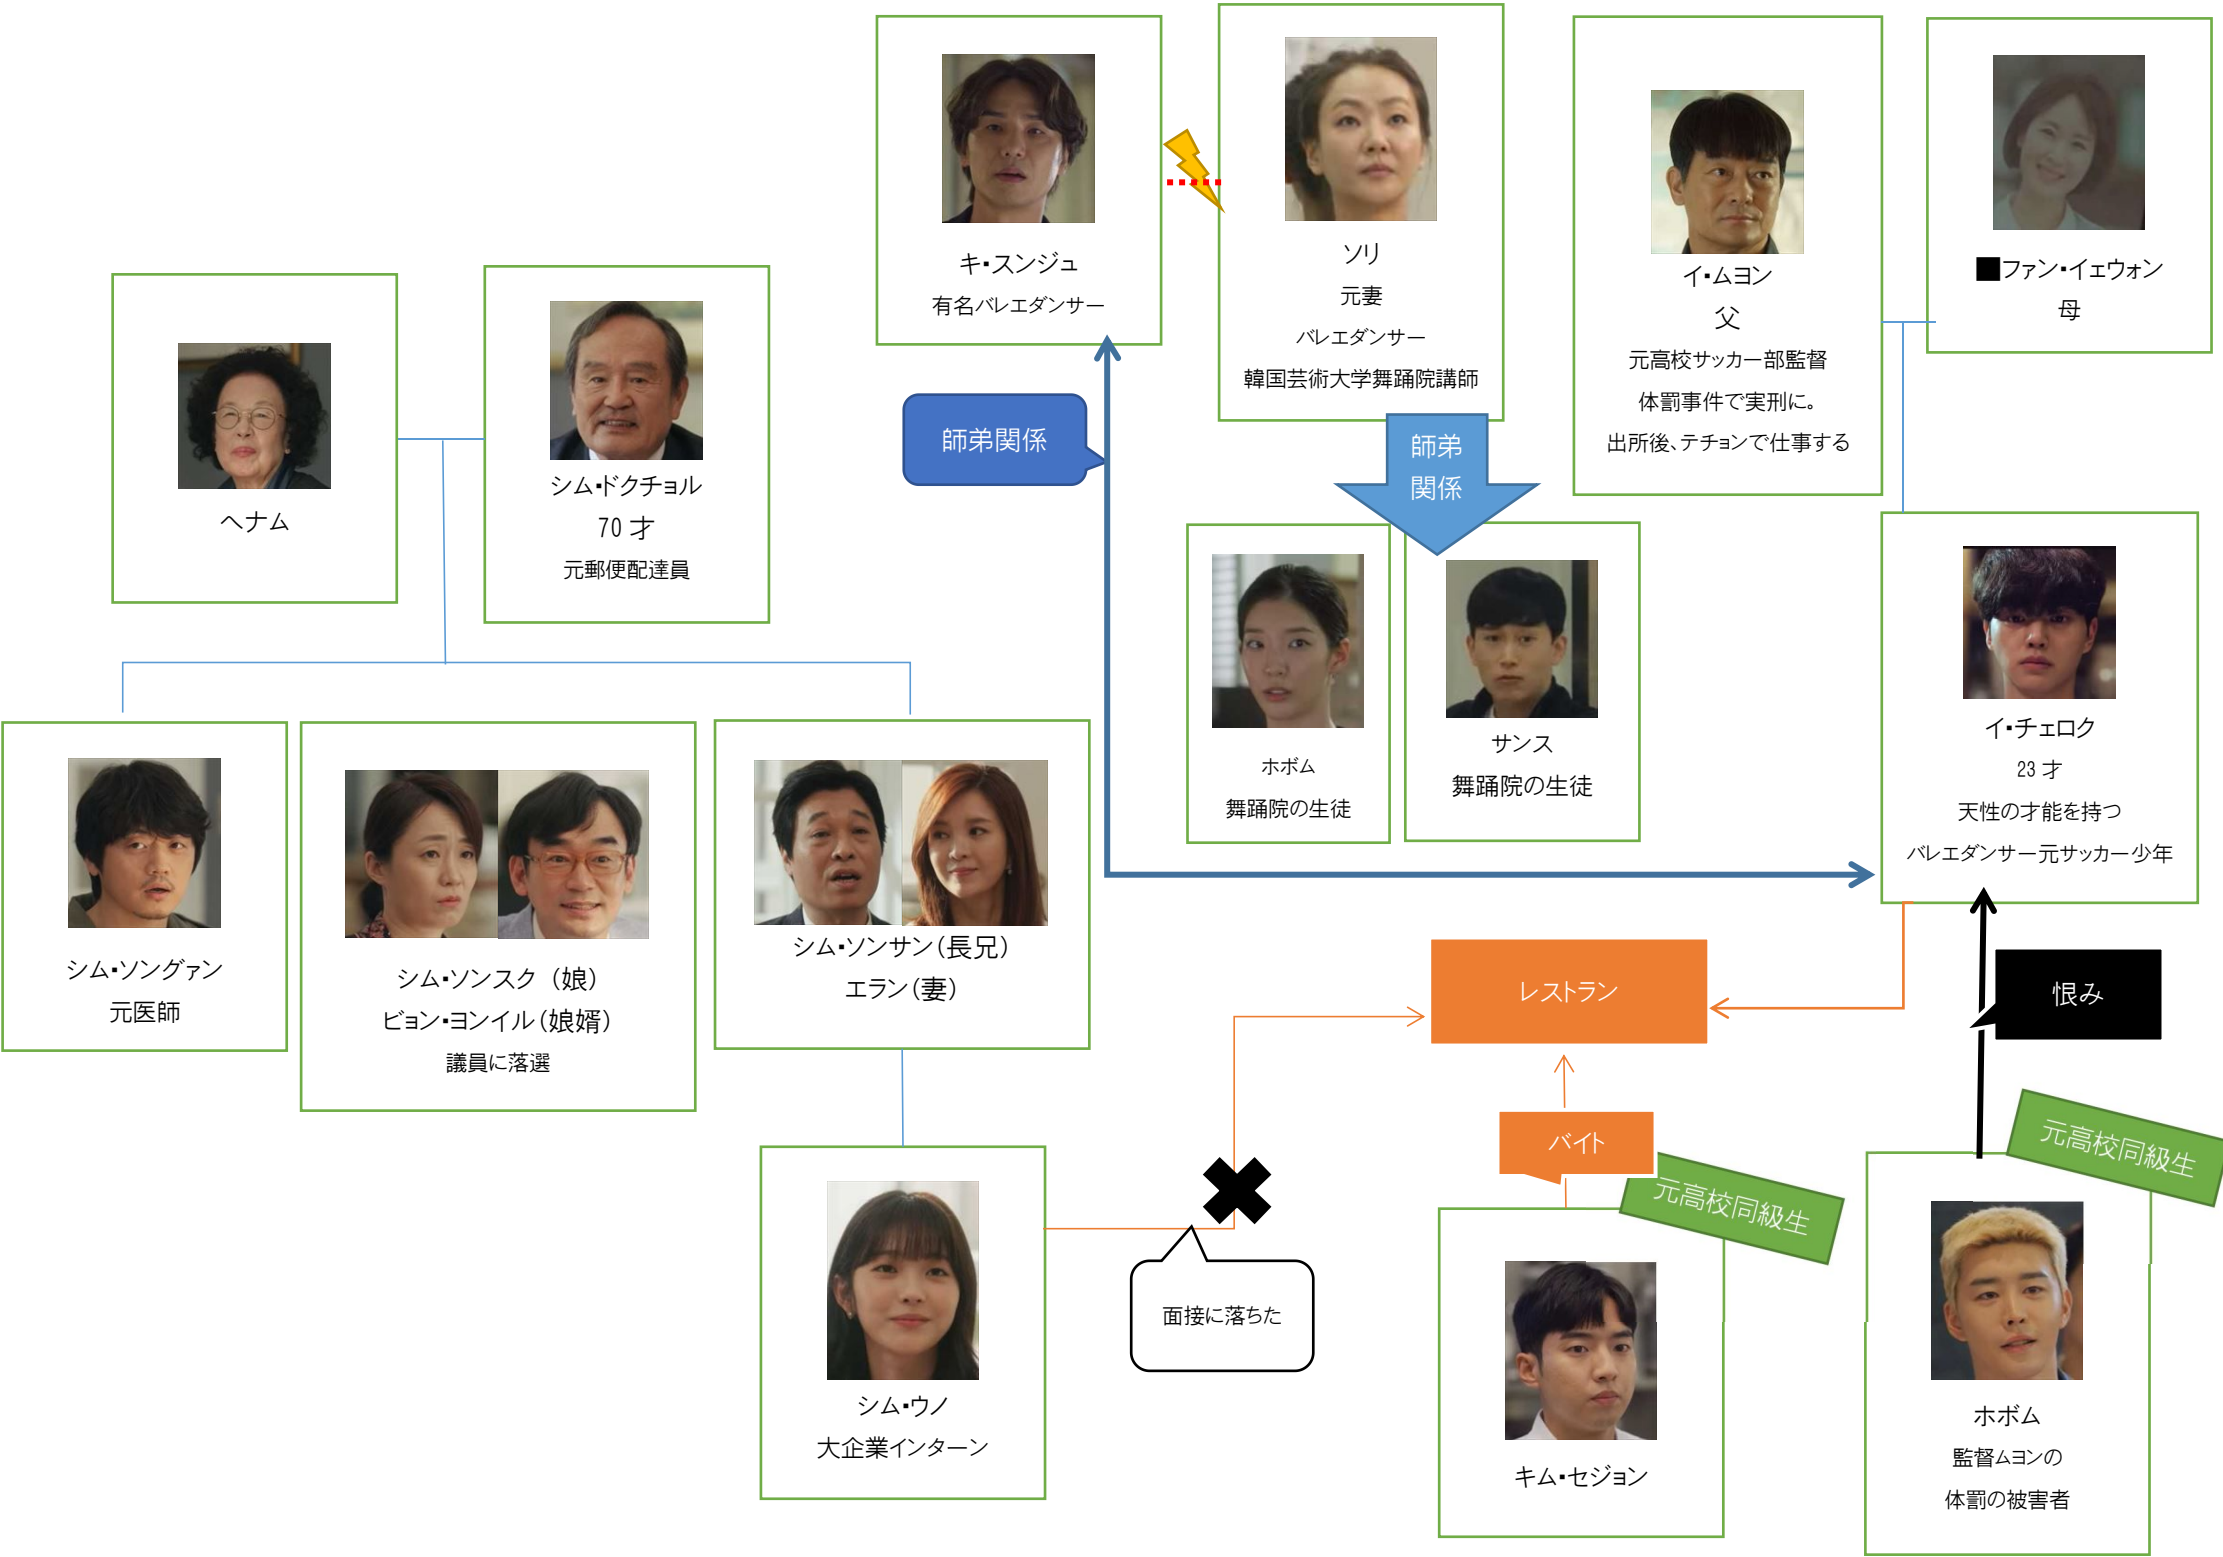 キ・スンジュ
有名バレエダンサー
ソリ
元妻
バレエダンサー
韓国芸術大学舞踊院講師
イ・ムヨン
父
元高校サッカー部監督
体罰事件で実刑に。
出所後、テチョンで仕事する
■ファン・イェウォン
母
ヘナム
シム・ドクチョル
70 才
元郵便配達員
師弟関係
師弟
関係
ホボム
舞踊院の生徒
サンス
舞踊院の生徒
イ・チェロク
23 才
天性の才能を持つ
バレエダンサー元サッカー少年
シム・ソングァン
元医師
シム・ソンスク （娘）
ビョン・ヨンイル（娘婿）
議員に落選
シム・ソンサン（長兄）
エラン（妻）
レストラン
恨み
バイト
元高校同級生
元高校同級生
面接に落ちた
シム・ウノ
大企業インターン
キム・セジョン
ホボム
監督ムヨンの
体罰の被害者